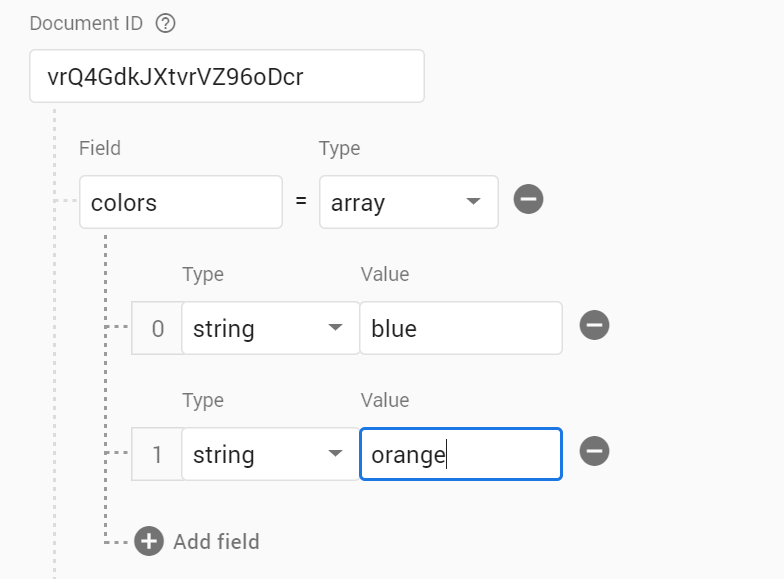 Document ID ?
vrQ4GdkJXtvrVZ96oDcr
Field Type
colors = array
Type Value
0 string blue
Type Value
1 string orange
Add field